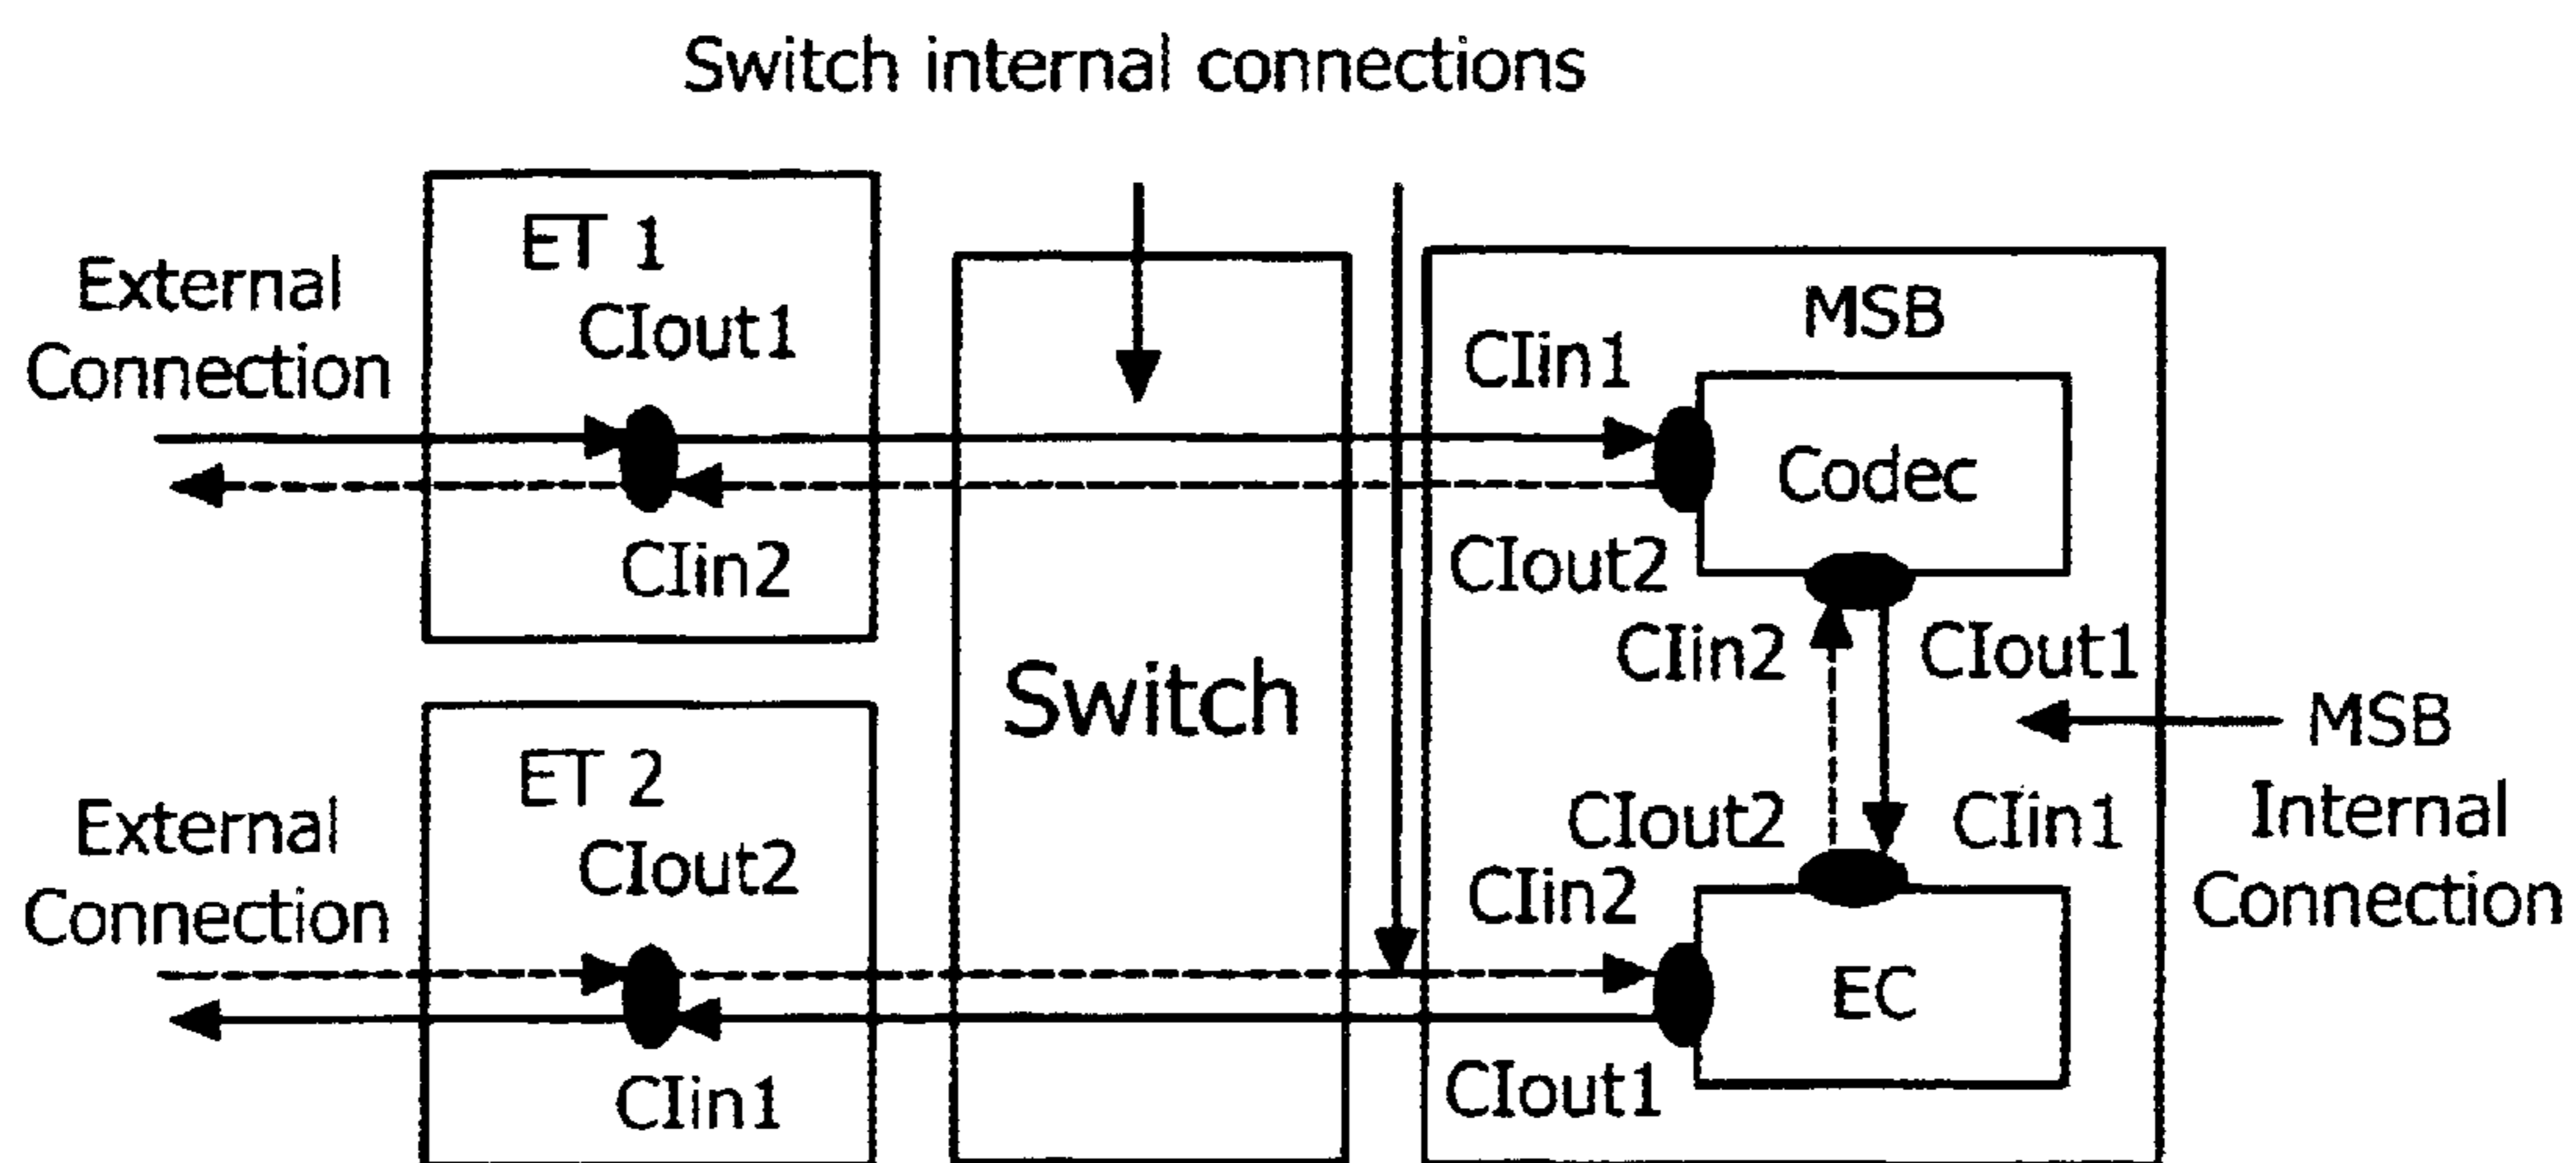 Switch internal connections
ET 1
CIout1
External
Connection
CIin2
MSB
CIin1
Codec
CIout2
CIin2
CIout1
Switch
MSB
Internal
Connection
ET 2
CIout2
External
Connection
CIin1
CIout2
CIin1
CIin2
EC
CIout1